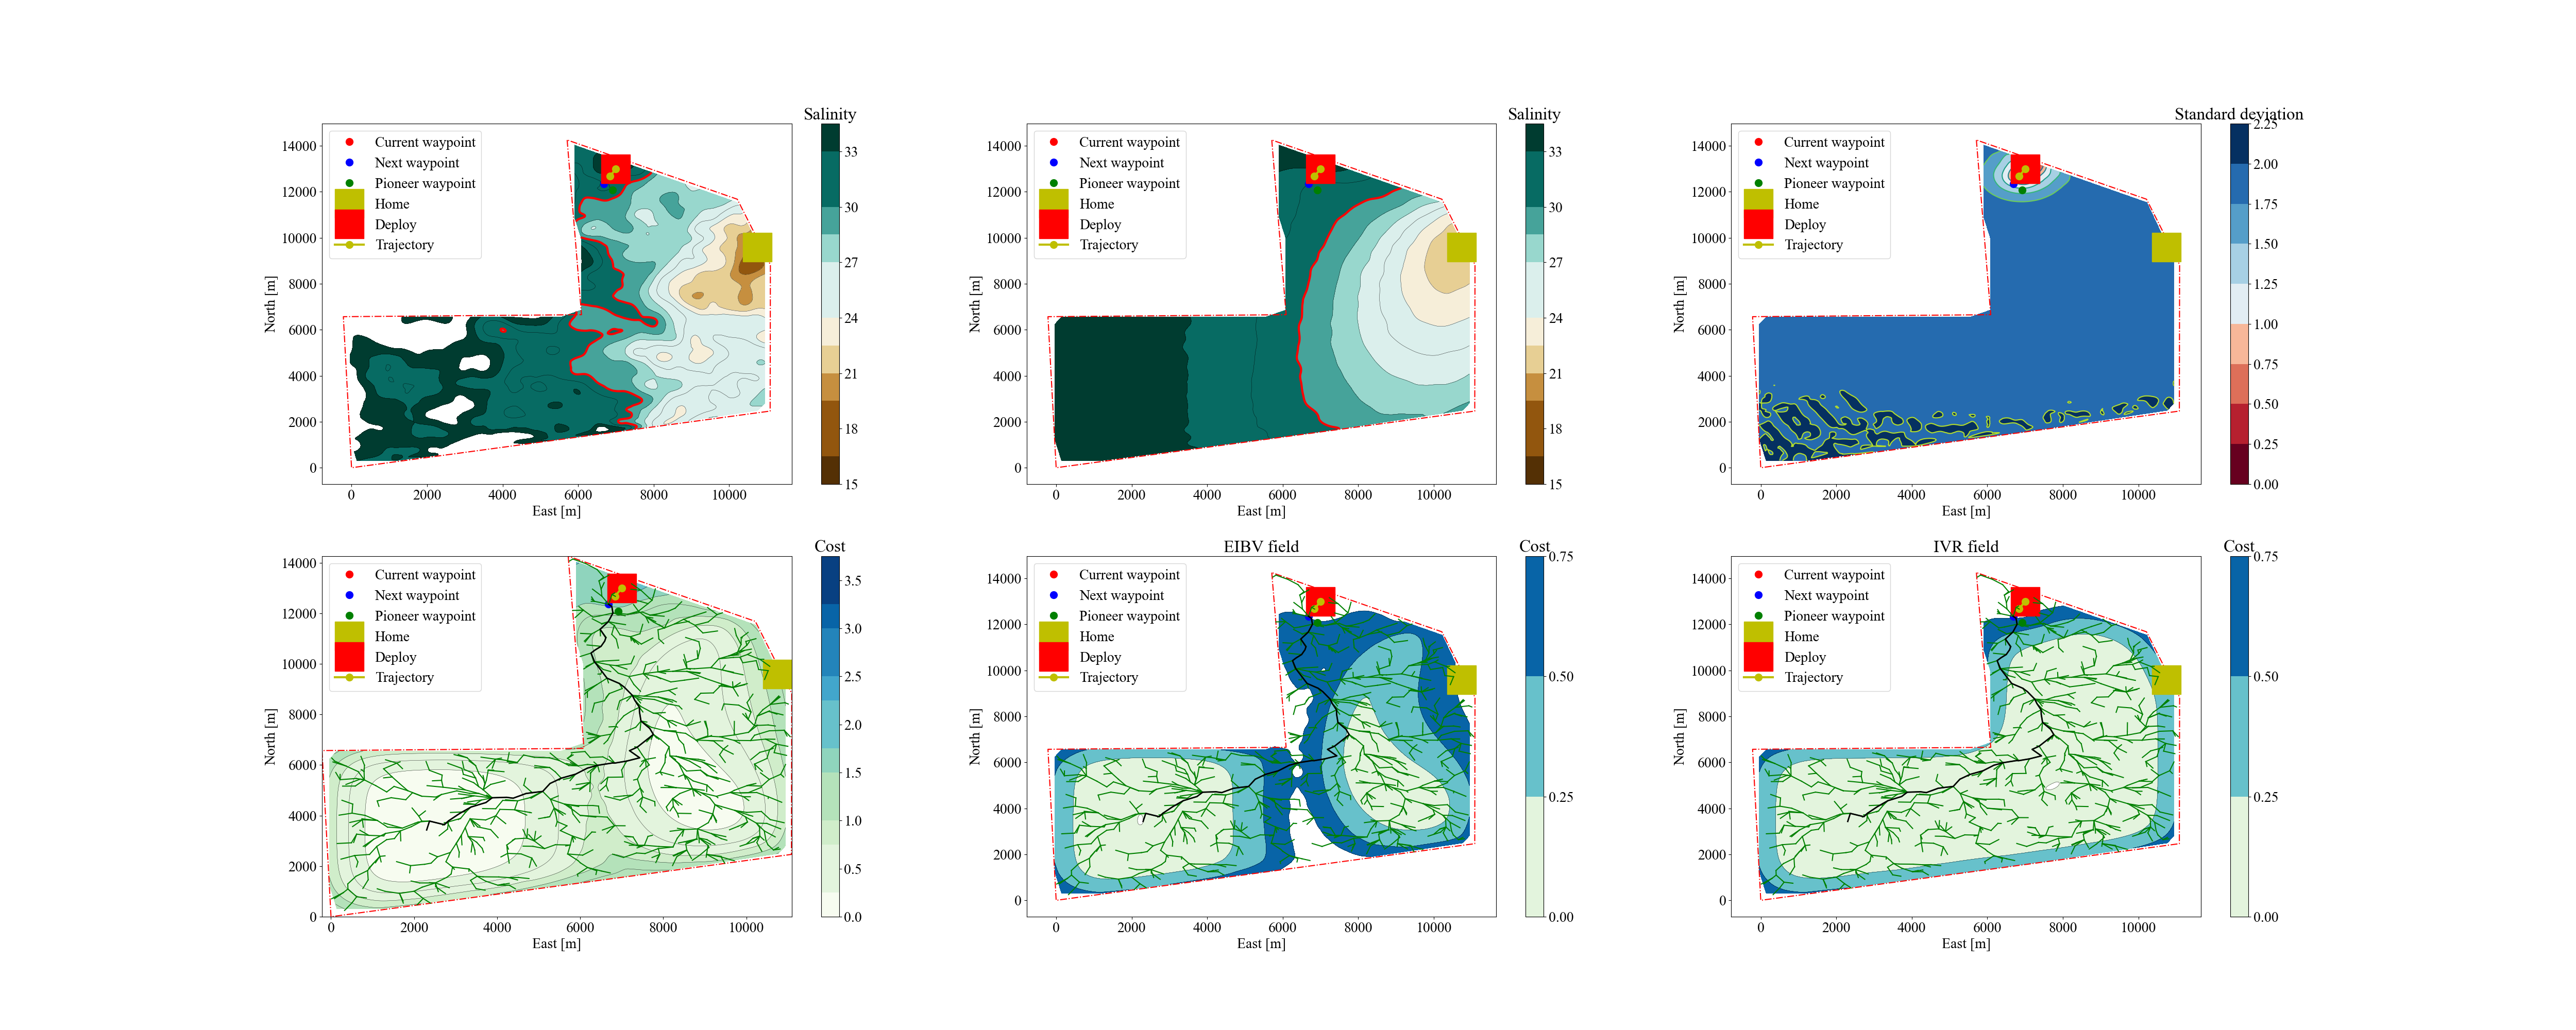 Salinity
Current waypoint
Next waypoint
Pioneer waypoint
Home
Deploy
Trajectory
14000
12000
10000
8000
6000
4000
2000
0
North [m]
0 2000 4000 6000 8000 10000
East [m]
33
30
27
24
21
18
15
Salinity
Current waypoint
Next waypoint
Pioneer waypoint
Home
Deploy
Trajectory
14000
12000
10000
8000
6000
4000
2000
0
North [m]
0 2000 4000 6000 8000 10000
East [m]
33
30
27
24
21
18
15
Standard deviation
Current waypoint
Next waypoint
Pioneer waypoint
Home
Deploy
Trajectory
14000
12000
10000
8000
6000
4000
2000
0
North [m]
0 2000 4000 6000 8000 10000
East [m]
2.25
2.00
1.75
1.50
1.25
1.00
0.75
0.50
0.25
0.00
Cost
Current waypoint
Next waypoint
Pioneer waypoint
Home
Deploy
Trajectory
14000
12000
10000
8000
6000
4000
2000
0
North [m]
0 2000 4000 6000 8000 10000
East [m]
3.5
3.0
2.5
2.0
1.5
1.0
0.5
0.0
EIBV field
Cost
Current waypoint
Next waypoint
Pioneer waypoint
Home
Deploy
Trajectory
14000
12000
10000
8000
6000
4000
2000
0
North [m]
0 2000 4000 6000 8000 10000
East [m]
0.75
0.50
0.25
0.00
IVR field
Cost
Current waypoint
Next waypoint
Pioneer waypoint
Home
Deploy
Trajectory
14000
12000
10000
8000
6000
4000
2000
0
North [m]
0 2000 4000 6000 8000 10000
East [m]
0.75
0.50
0.25
0.00